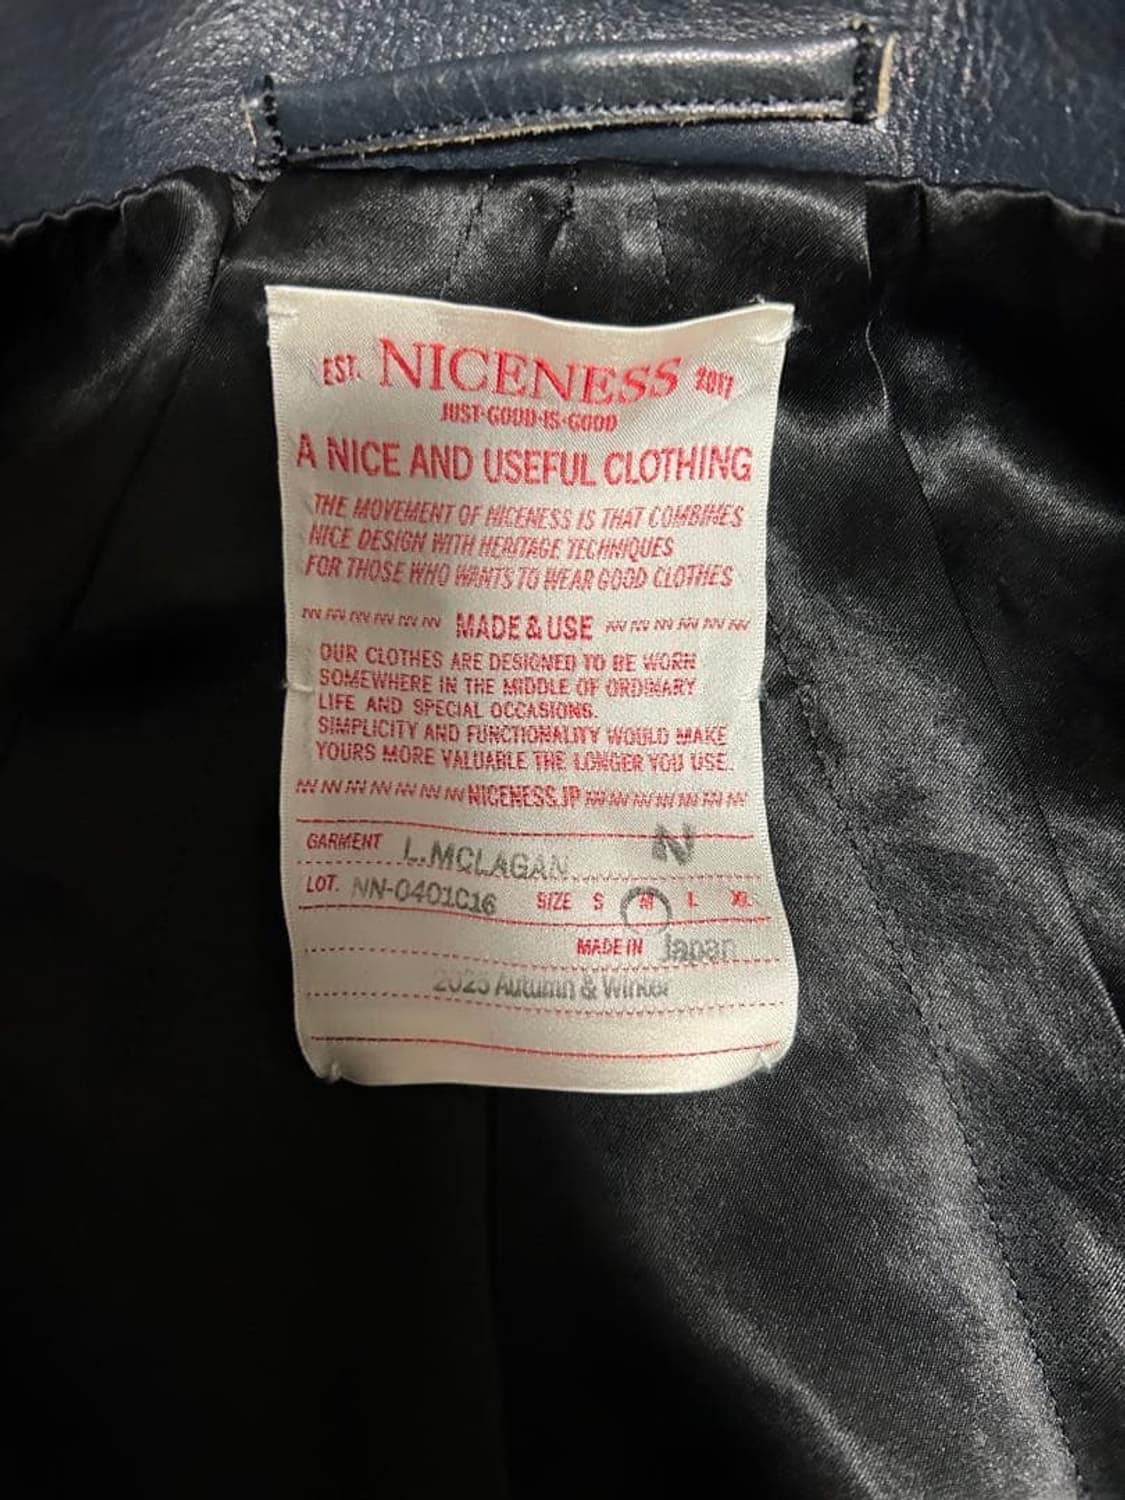 EST. NICENESS 2017
JUST·GOOD·IS·GOOD
A NICE AND USEFUL CLOTHING
THE MOVEMENT OF NICENESS IS THAT COMBINES
NICE DESIGN WITH HERITAGE TECHNIQUES
FOR THOSE WHO WANTS TO WEAR GOOD CLOTHES
MADE & USE
OUR CLOTHES ARE DESIGNED TO BE WORN
SOMEWHERE IN THE MIDDLE OF ORDINARY
LIFE AND SPECIAL OCCASIONS.
SIMPLICITY AND FUNCTIONALITY WOULD MAKE
YOURS MORE VALUABLE THE LONGER YOU USE.
NICENESS.JP
GARMENT L.MCLAGAN N
LOT. NN-0401C16 SIZE S M L XL
MADE IN Japan
2023 Autumn & Winter